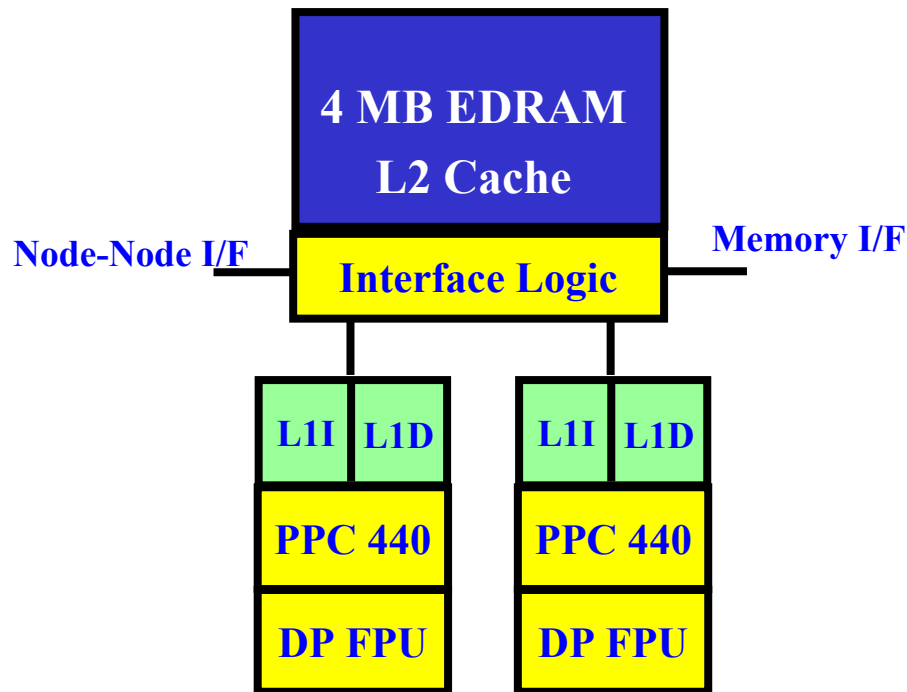 4 MB EDRAM
L2 Cache
Node-Node I/F
Memory I/F
Interface Logic
L1I
L1D
L1I
L1D
PPC 440
PPC 440
DP FPU
DP FPU